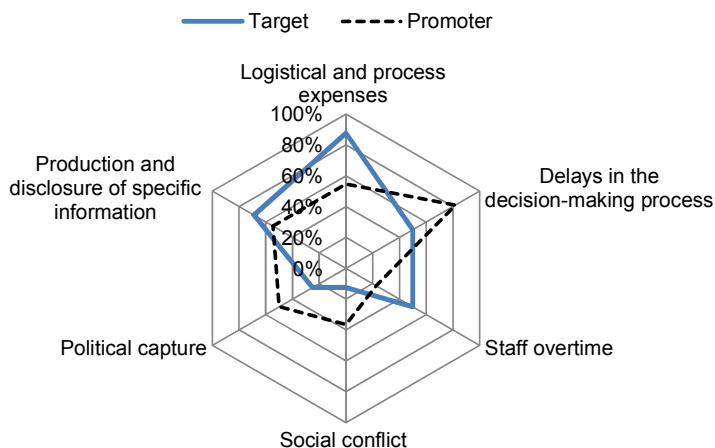 Target
Promoter
Logistical and process
expenses
100%
80%
60%
40%
20%
0%
Delays in the
decision-making process
Staff overtime
Social conflict
Political capture
Production and
disclosure of specific
information